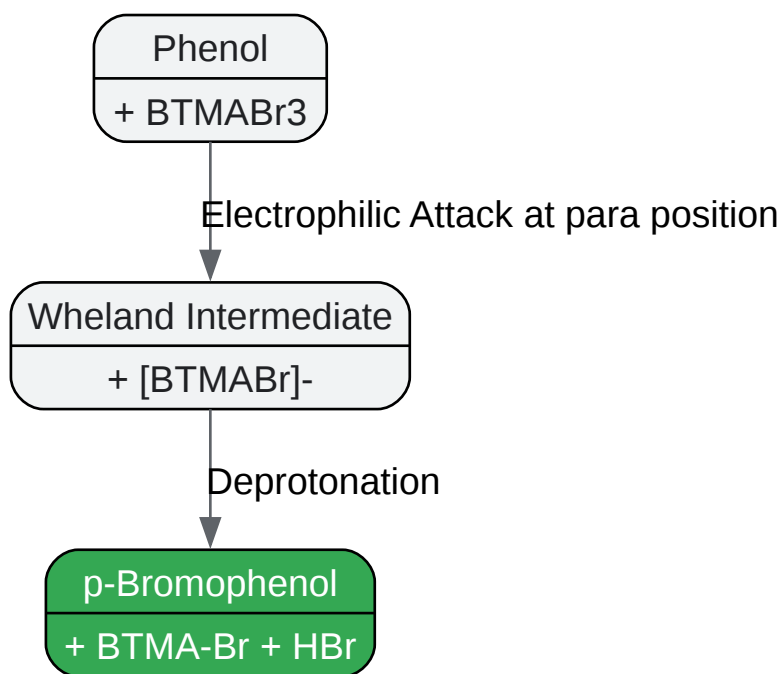 Phenol
+ BTMABr3
Electrophilic Attack at para position
Wheland Intermediate
+ [BTMABr]-
Deprotonation
p-Bromophenol
+ BTMA-Br + HBr